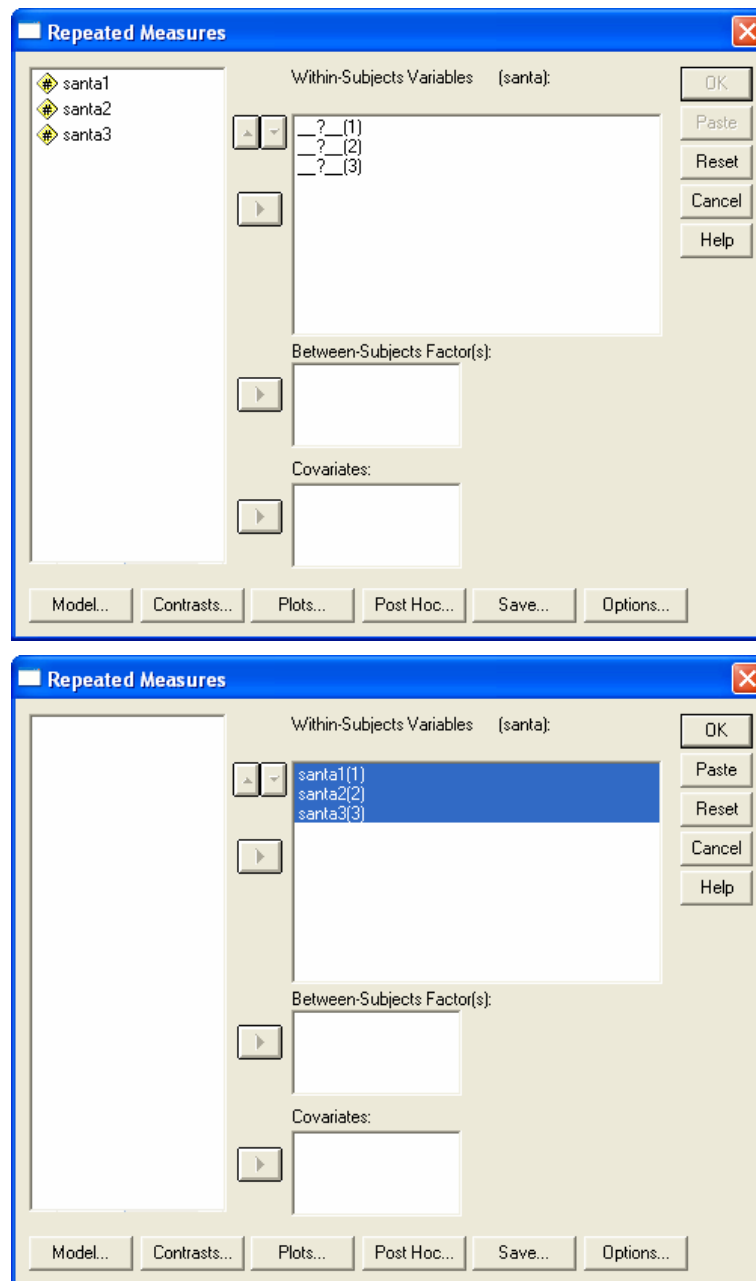 Repeated Measures
santa1
santa2
santa3
Within-Subjects Variables (santa):
__?__(1)
__?__(2)
__?__(3)
OK
Paste
Reset
Cancel
Help
Between-Subjects Factor(s):
Covariates:
Model... Contrasts... Plots... Post Hoc... Save... Options...
Repeated Measures
Within-Subjects Variables (santa):
santa1(1)
santa2(2)
santa3(3)
OK
Paste
Reset
Cancel
Help
Between-Subjects Factor(s):
Covariates:
Model... Contrasts... Plots... Post Hoc... Save... Options...